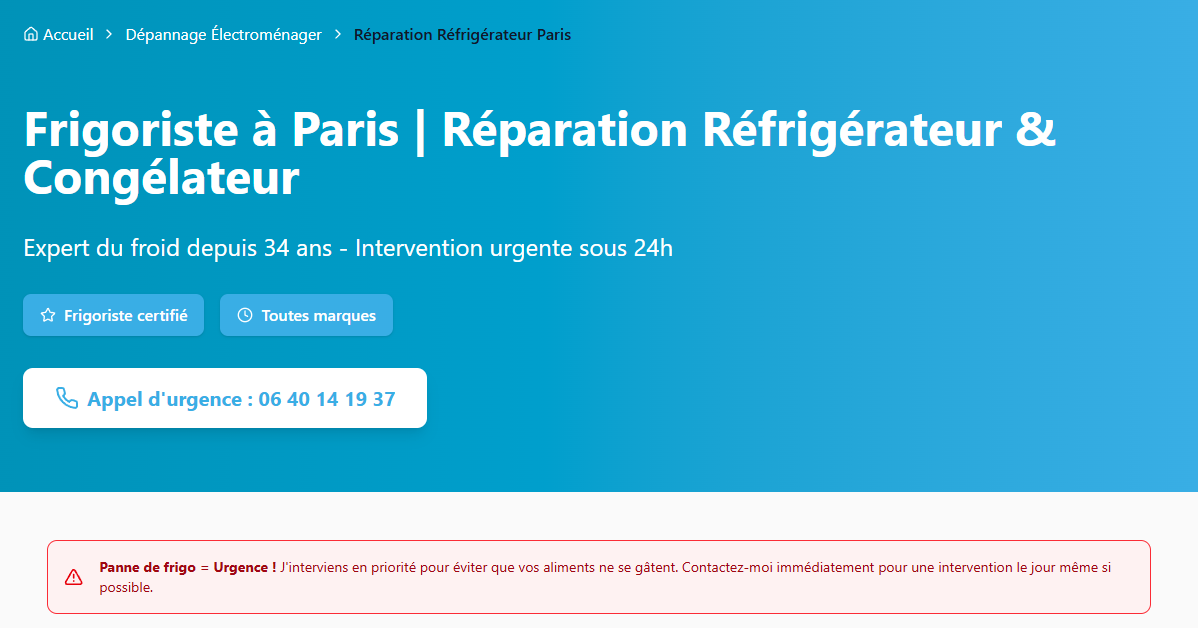 Accueil > Dépannage Électroménager > Réparation Réfrigérateur Paris
Frigoriste à Paris | Réparation Réfrigérateur &
Congélateur
Expert du froid depuis 34 ans - Intervention urgente sous 24h
Frigoriste certifié Toutes marques
Appel d'urgence : 06 40 14 19 37
Panne de frigo = Urgence ! J'interviens en priorité pour éviter que vos aliments ne se gâtent. Contactez-moi immédiatement pour une intervention le jour même si
possible.